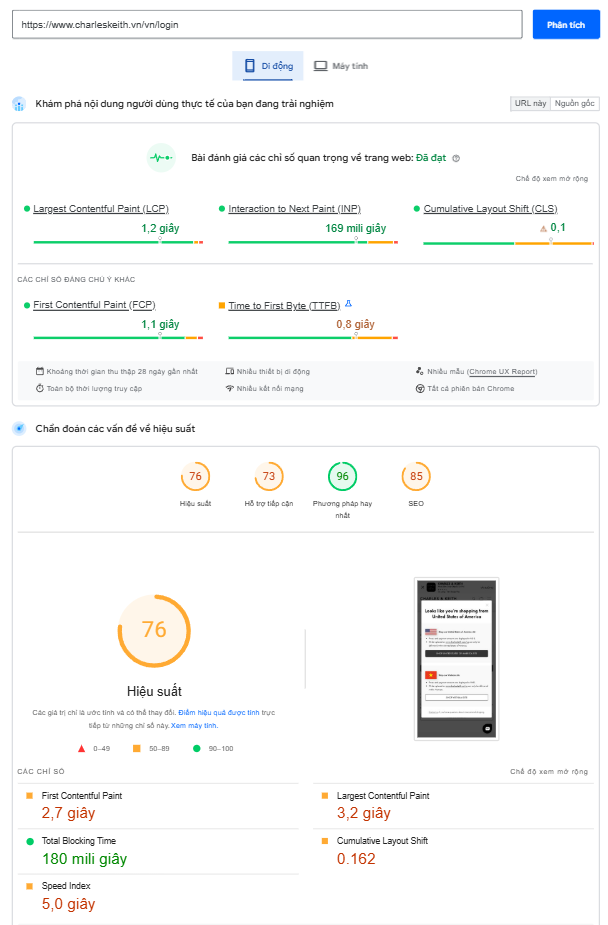 https://www.charleskeith.vn/vn/login
Phân tích
Di động
Máy tính
Khám phá nội dung người dùng thực tế của bạn đang trải nghiệm
URL này
Nguồn gốc
Bài đánh giá các chỉ số quan trọng về trang web: Đã đạt
Chế độ xem mở rộng
Largest Contentful Paint (LCP)
1,2 giây
Interaction to Next Paint (INP)
169 mili giây
Cumulative Layout Shift (CLS)
0,1
CÁC CHỈ SỐ ĐÁNG CHÚ Ý KHÁC
First Contentful Paint (FCP)
1,1 giây
Time to First Byte (TTFB)
0,8 giây
Khoảng thời gian thu thập 28 ngày gần nhất
Nhiều thiết bị di động
Nhiều mẫu (Chrome UX Report)
Toàn bộ thời lượng truy cập
Nhiều kết nối mạng
Tất cả phiên bản Chrome
Chẩn đoán các vấn đề về hiệu suất
76
73
96
85
Hiệu suất
Hỗ trợ tiếp cận
Phương pháp hay
nhất
SEO
76
Hiệu suất
Các giá trị chỉ là ước tính và có thể thay đổi. Điểm hiệu quả được tính trực
tiếp từ những chỉ số này. Xem máy tính.
0–49
50–89
90–100
Looks like you're shopping from
United States of America
CÁC CHỈ SỐ
Chế độ xem mở rộng
First Contentful Paint
2,7 giây
Largest Contentful Paint
3,2 giây
Total Blocking Time
180 mili giây
Cumulative Layout Shift
0.162
Speed Index
5,0 giây